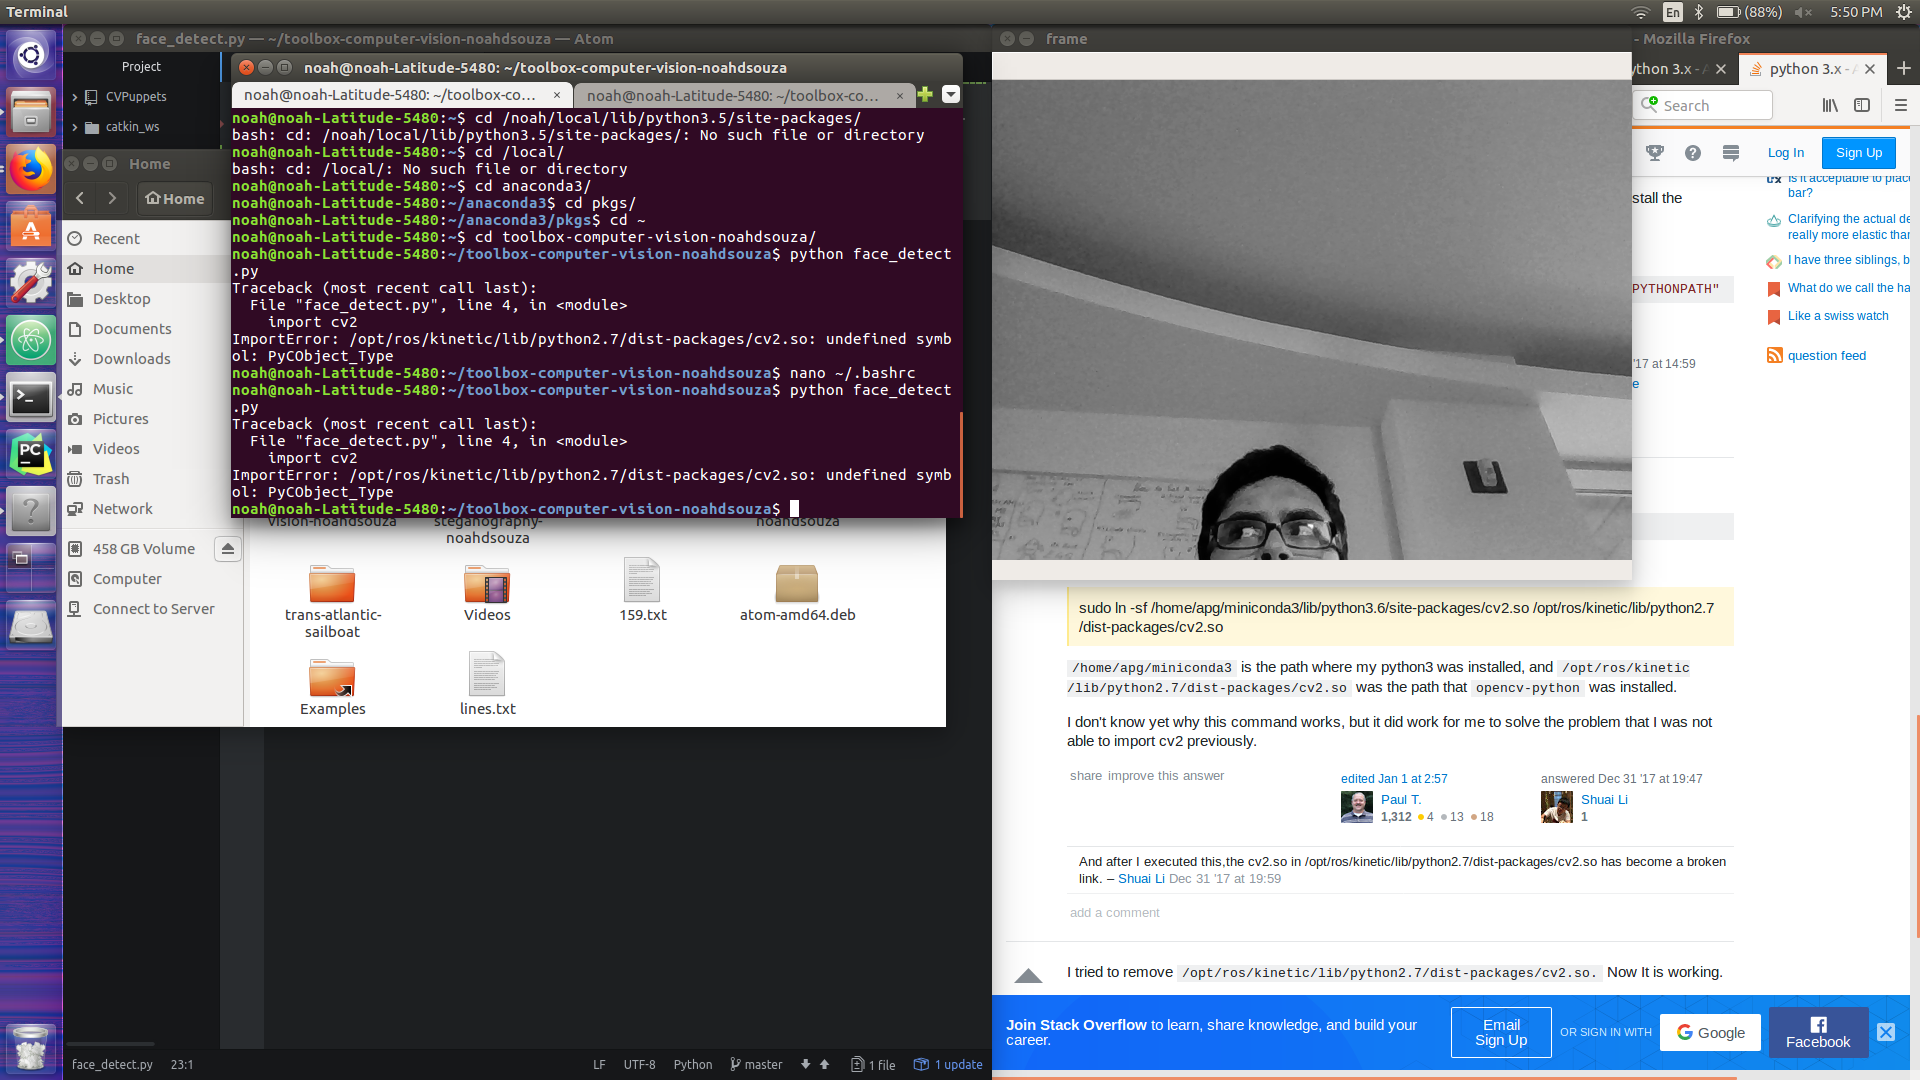 Terminal
En
(88%)
5:50 PM
face_detect.py — ~/toolbox-computer-vision-noahdsouza — Atom
Project
CVPuppets
catkin_ws
Home
Home
Recent
Home
Desktop
Documents
Downloads
Music
Pictures
Videos
Trash
Network
458 GB Volume
Computer
Connect to Server
noah@noah-Latitude-5480: ~/toolbox-computer-vision-noahdsouza
noah@noah-Latitude-5480: ~/toolbox-co...
noah@noah-Latitude-5480: ~/toolbox-co...
noah@noah-Latitude-5480:~$ cd /noah/local/lib/python3.5/site-packages/
bash: cd: /noah/local/lib/python3.5/site-packages/: No such file or directory
noah@noah-Latitude-5480:~$ cd /local/
bash: cd: /local/: No such file or directory
noah@noah-Latitude-5480:~$ cd anaconda3/
noah@noah-Latitude-5480:~/anaconda3$ cd pkgs/
noah@noah-Latitude-5480:~/anaconda3/pkgs$ cd ~
noah@noah-Latitude-5480:~$ cd toolbox-computer-vision-noahdsouza/
noah@noah-Latitude-5480:~/toolbox-computer-vision-noahdsouza$ python face_detect
.py
Traceback (most recent call last):
File "face_detect.py", line 4, in <module>
import cv2
ImportError: /opt/ros/kinetic/lib/python2.7/dist-packages/cv2.so: undefined symb
ol: PyCObject_Type
noah@noah-Latitude-5480:~/toolbox-computer-vision-noahdsouza$ nano ~/.bashrc
noah@noah-Latitude-5480:~/toolbox-computer-vision-noahdsouza$ python face_detect
.py
Traceback (most recent call last):
File "face_detect.py", line 4, in <module>
import cv2
ImportError: /opt/ros/kinetic/lib/python2.7/dist-packages/cv2.so: undefined symb
ol: PyCObject_Type
noah@noah-Latitude-5480:~/toolbox-computer-vision-noahdsouza$
vision-noahdsouza
steganography-
noahdsouza
noahdsouza
trans-atlantic-
sailboat
Videos
159.txt
atom-amd64.deb
Examples
lines.txt
PC
face_detect.py 23:1
LF UTF-8 Python master 1 file 1 update
frame
- Mozilla Firefox
ython 3.x - A
python 3.x - A
Search
Log In
Sign Up
stall the
PYTHONPATH"
'17 at 14:59
e
Is it acceptable to place
bar?
Clarifying the actual de
really more elastic than
I have three siblings, b
What do we call the ha
Like a swiss watch
question feed
sudo ln -sf /home/apg/miniconda3/lib/python3.6/site-packages/cv2.so /opt/ros/kinetic/lib/python2.7
/dist-packages/cv2.so
/home/apg/miniconda3 is the path where my python3 was installed, and /opt/ros/kinetic
/lib/python2.7/dist-packages/cv2.so was the path that opencv-python was installed.
I don't know yet why this command works, but it did work for me to solve the problem that I was not
able to import cv2 previously.
share improve this answer
edited Jan 1 at 2:57
Paul T.
1,312 4 13 18
answered Dec 31 '17 at 19:47
Shuai Li
1
And after I executed this,the cv2.so in /opt/ros/kinetic/lib/python2.7/dist-packages/cv2.so has become a broken
link. – Shuai Li Dec 31 '17 at 19:59
add a comment
I tried to remove /opt/ros/kinetic/lib/python2.7/dist-packages/cv2.so. Now It is working.
Join Stack Overflow to learn, share knowledge, and build your
career.
Email
Sign Up
OR SIGN IN WITH
Google
Facebook